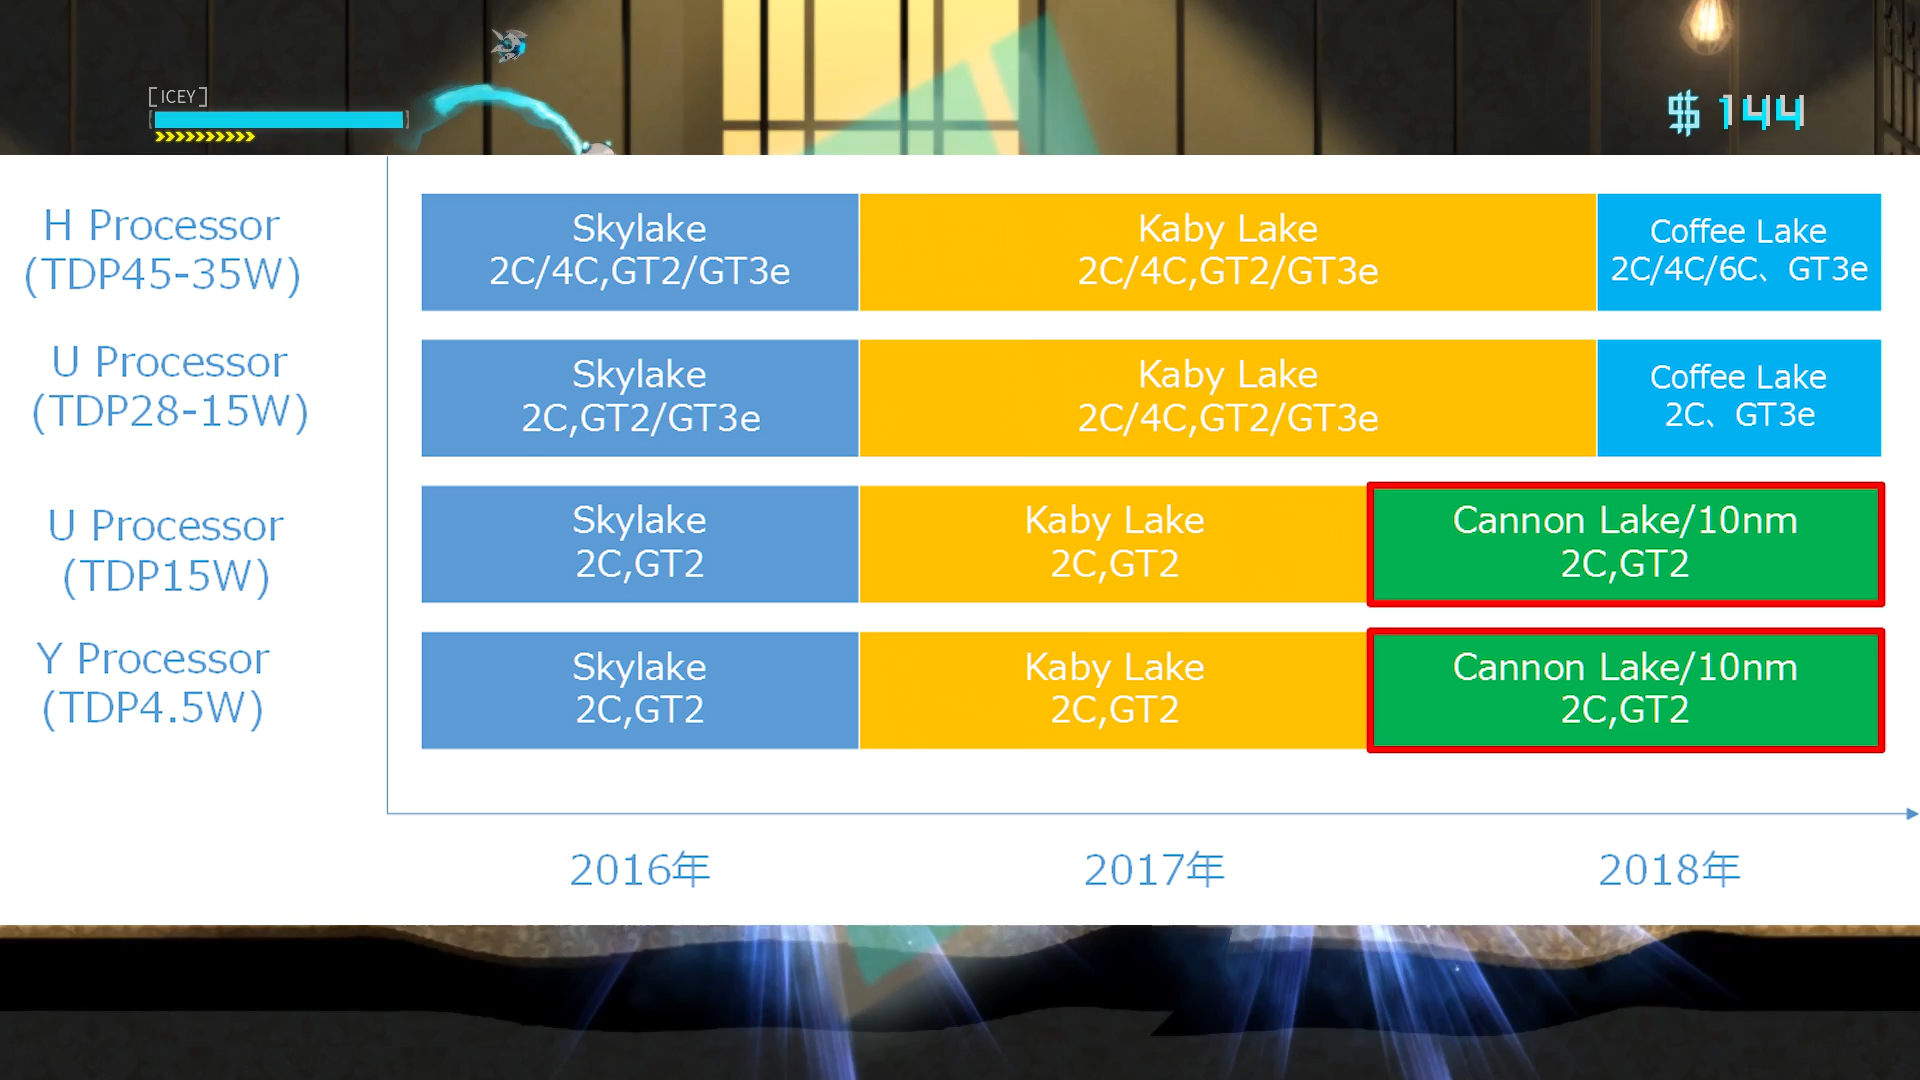 [ICEY]
$ 144
H Processor
(TDP45-35W)
Skylake
2C/4C,GT2/GT3e
Kaby Lake
2C/4C,GT2/GT3e
Coffee Lake
2C/4C/6C、GT3e
U Processor
(TDP28-15W)
Skylake
2C,GT2/GT3e
Kaby Lake
2C/4C,GT2/GT3e
Coffee Lake
2C、GT3e
U Processor
(TDP15W)
Skylake
2C,GT2
Kaby Lake
2C,GT2
Cannon Lake/10nm
2C,GT2
Y Processor
(TDP4.5W)
Skylake
2C,GT2
Kaby Lake
2C,GT2
Cannon Lake/10nm
2C,GT2
2016年
2017年
2018年